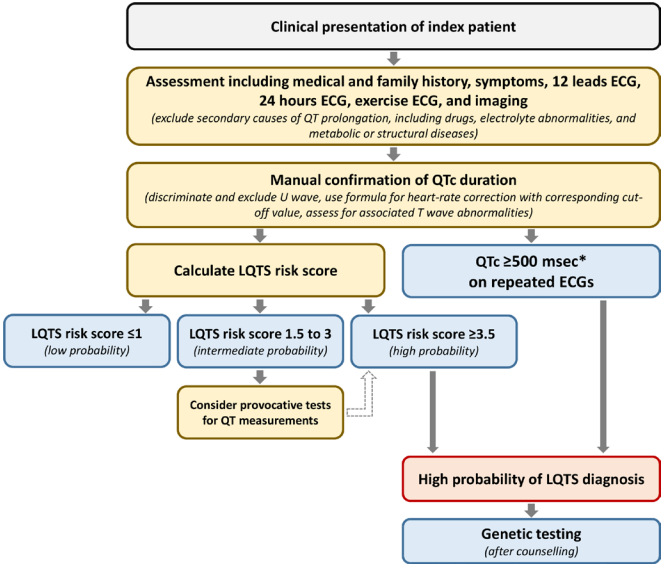 Clinical presentation of index patient
Assessment including medical and family history, symptoms, 12 leads ECG,
24 hours ECG, exercise ECG, and imaging
(exclude secondary causes of QT prolongation, including drugs, electrolyte abnormalities, and
metabolic or structural diseases)
Manual confirmation of QTc duration
(discriminate and exclude U wave, use formula for heart-rate correction with corresponding cut-
off value, assess for associated T wave abnormalities)
Calculate LQTS risk score
QTc ≥500 msec*
on repeated ECGs
LQTS risk score ≤1
(low probability)
LQTS risk score 1.5 to 3
(intermediate probability)
LQTS risk score ≥3.5
(high probability)
Consider provocative tests
for QT measurements
High probability of LQTS diagnosis
Genetic testing
(after counselling)